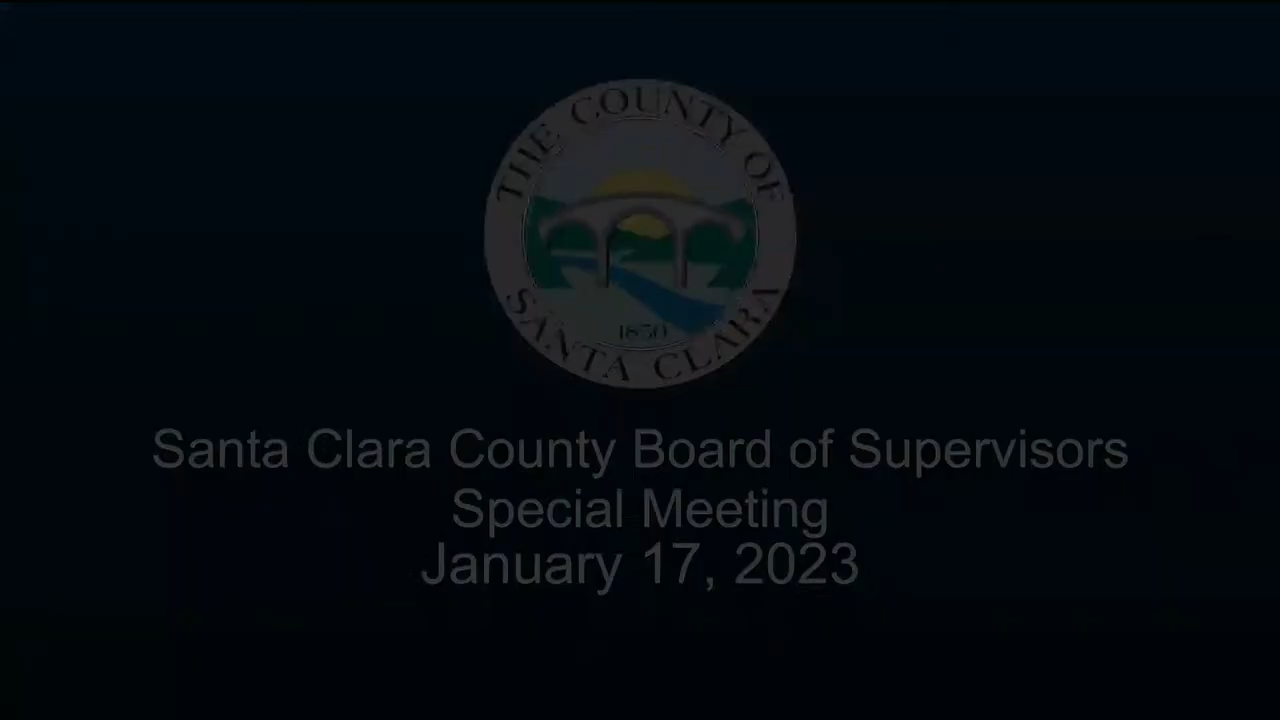 THE COUNTY OF
SANTA CLARA
1850
Santa Clara County Board of Supervisors
Special Meeting
January 17, 2023